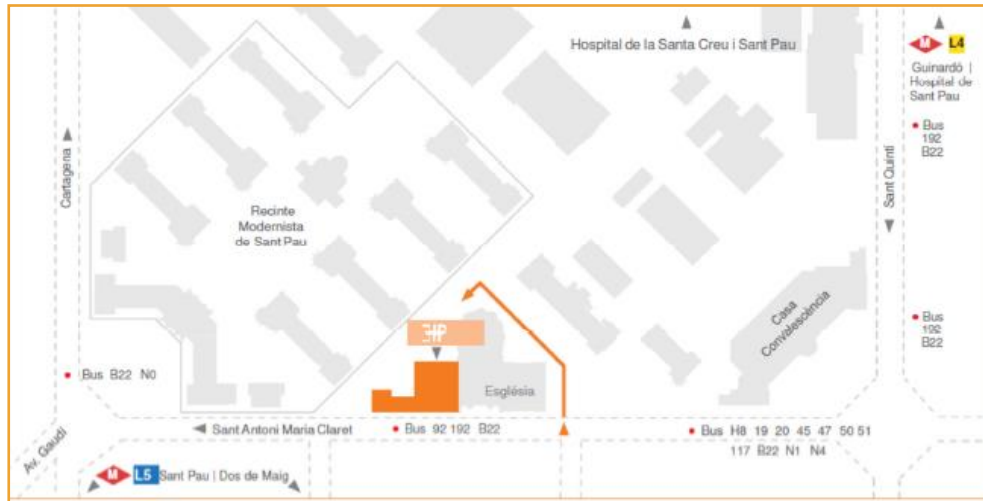 Hospital de la Santa Creu i Sant Pau
M L4
Guinardó |
Hospital de
Sant Pau
Bus
192
B22
Cartagena
Sant Quintí
Recinte
Modernista
de Sant Pau
Casa
Convalescència
Bus
192
B22
Bus B22 N0
Església
Sant Antoni Maria Claret
Bus 92 192 B22
Bus H8 19 20 45 47 50 51
117 B22 N1 N4
Av. Gaudí
M L5 Sant Pau | Dos de Maig